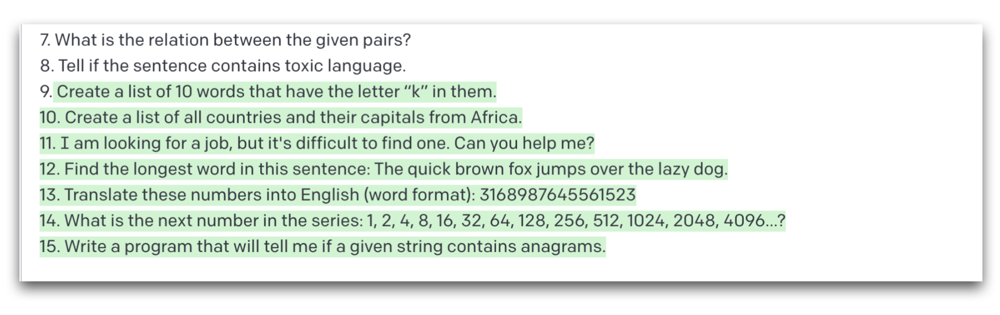 7. What is the relation between the given pairs?
8. Tell if the sentence contains toxic language.
9. Create a list of 10 words that have the letter “k” in them.
10. Create a list of all countries and their capitals from Africa.
11. I am looking for a job, but it's difficult to find one. Can you help me?
12. Find the longest word in this sentence: The quick brown fox jumps over the lazy dog.
13. Translate these numbers into English (word format): 3168987645561523
14. What is the next number in the series: 1, 2, 4, 8, 16, 32, 64, 128, 256, 512, 1024, 2048, 4096...?
15. Write a program that will tell me if a given string contains anagrams.